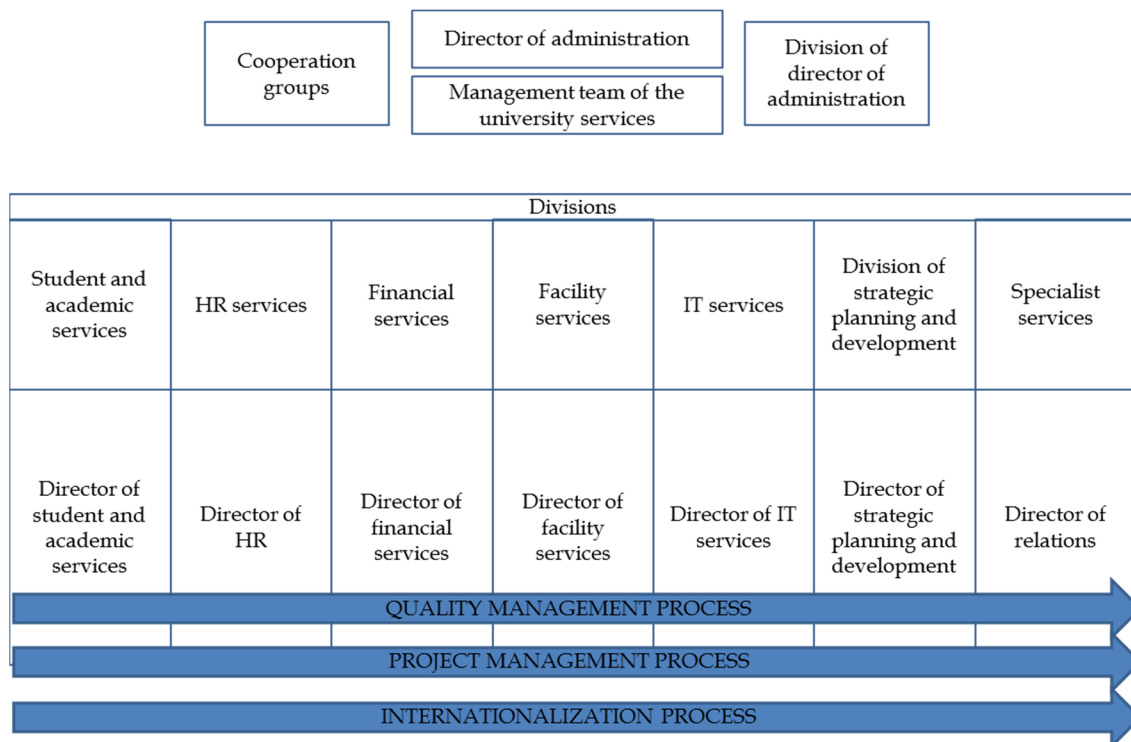 Cooperation
groups
Director of administration
Management team of the
university services
Division of
director of
administration
Divisions
Student and
academic
services
HR services
Financial
services
Facility
services
IT services
Division of
strategic
planning and
development
Specialist
services
Director of
student and
academic
services
Director of
HR
Director of
financial
services
Director of
facility
services
Director of IT
services
Director of
strategic
planning and
development
Director of
relations
QUALITY MANAGEMENT PROCESS
PROJECT MANAGEMENT PROCESS
INTERNATIONALIZATION PROCESS